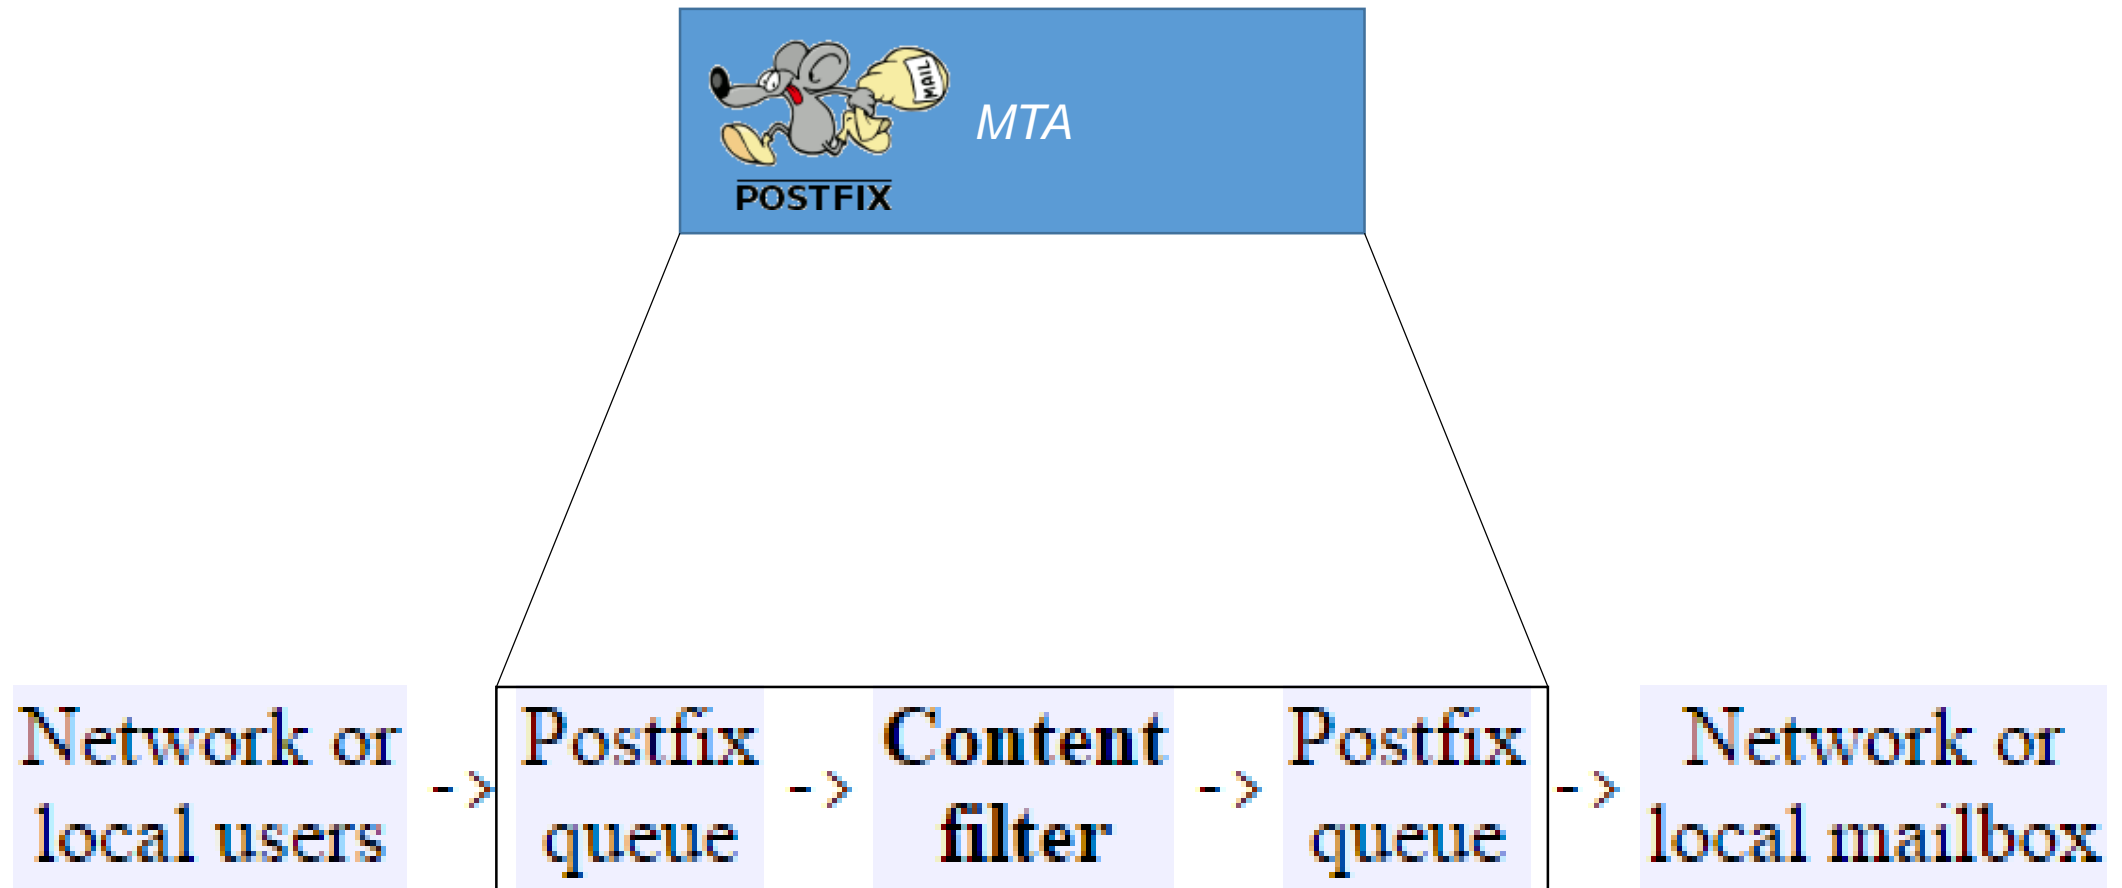 MAIL
MTA
POSTFIX
Network or
local users
->
Postfix
queue
->
Content
filter
->
Postfix
queue
->
Network or
local mailbox